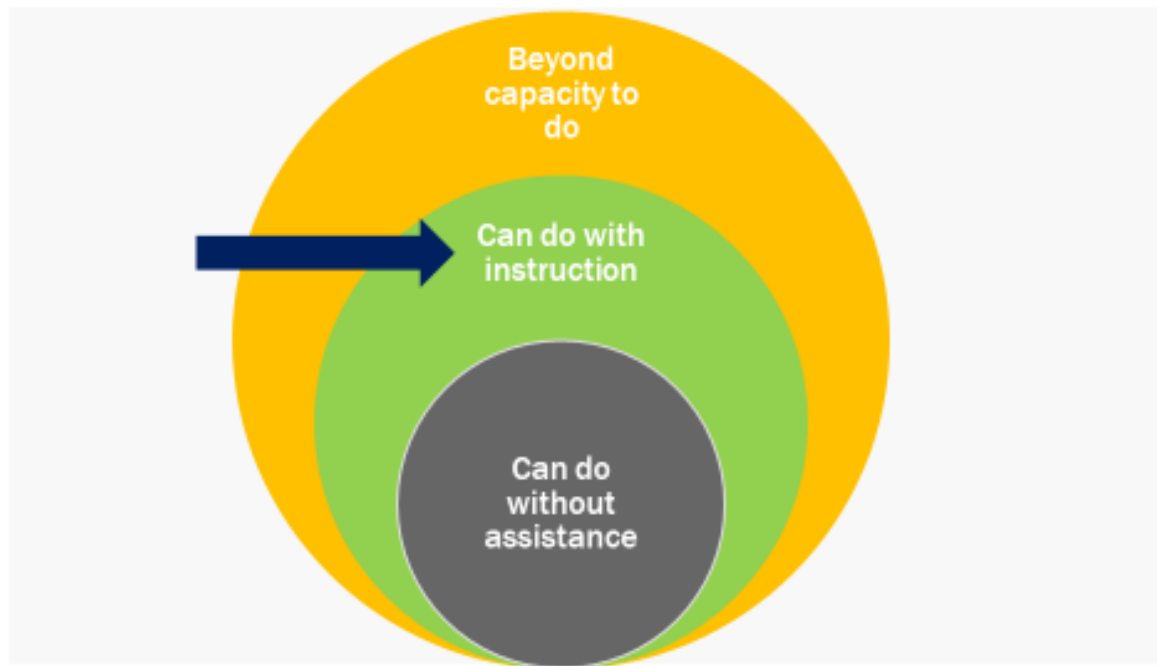 Beyond
capacity to
do
Can do with
instruction
Can do
without
assistance